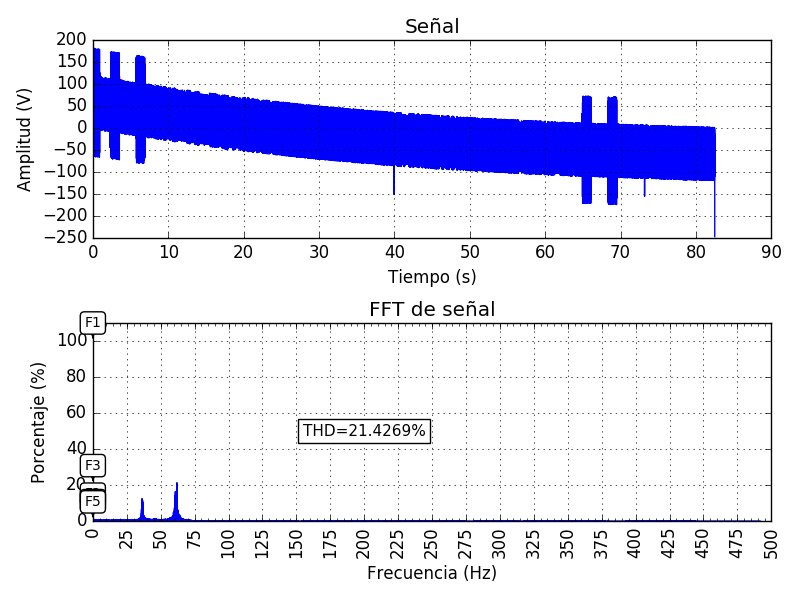 Señal
200
150
100
50
0
−50
−100
−150
−200
−250
Amplitud (V)
0 10 20 30 40 50 60 70 80 90
Tiempo (s)
FFT de señal
F1
100
80
60
40
20
0
Porcentaje (%)
F3
F5
THD=21.4269%
0 25 50 75 100 125 150 175 200 225 250 275 300 325 350 375 400 425 450 475 500
Frecuencia (Hz)